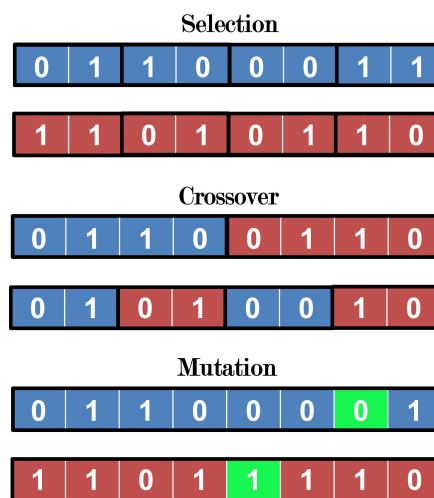 Selection
0 1 1 0 0 0 1 1
1 1 0 1 0 1 1 0
Crossover
0 1 1 0 0 1 1 0
0 1 0 1 0 0 1 0
Mutation
0 1 1 0 0 0 0 1
1 1 0 1 1 1 1 0